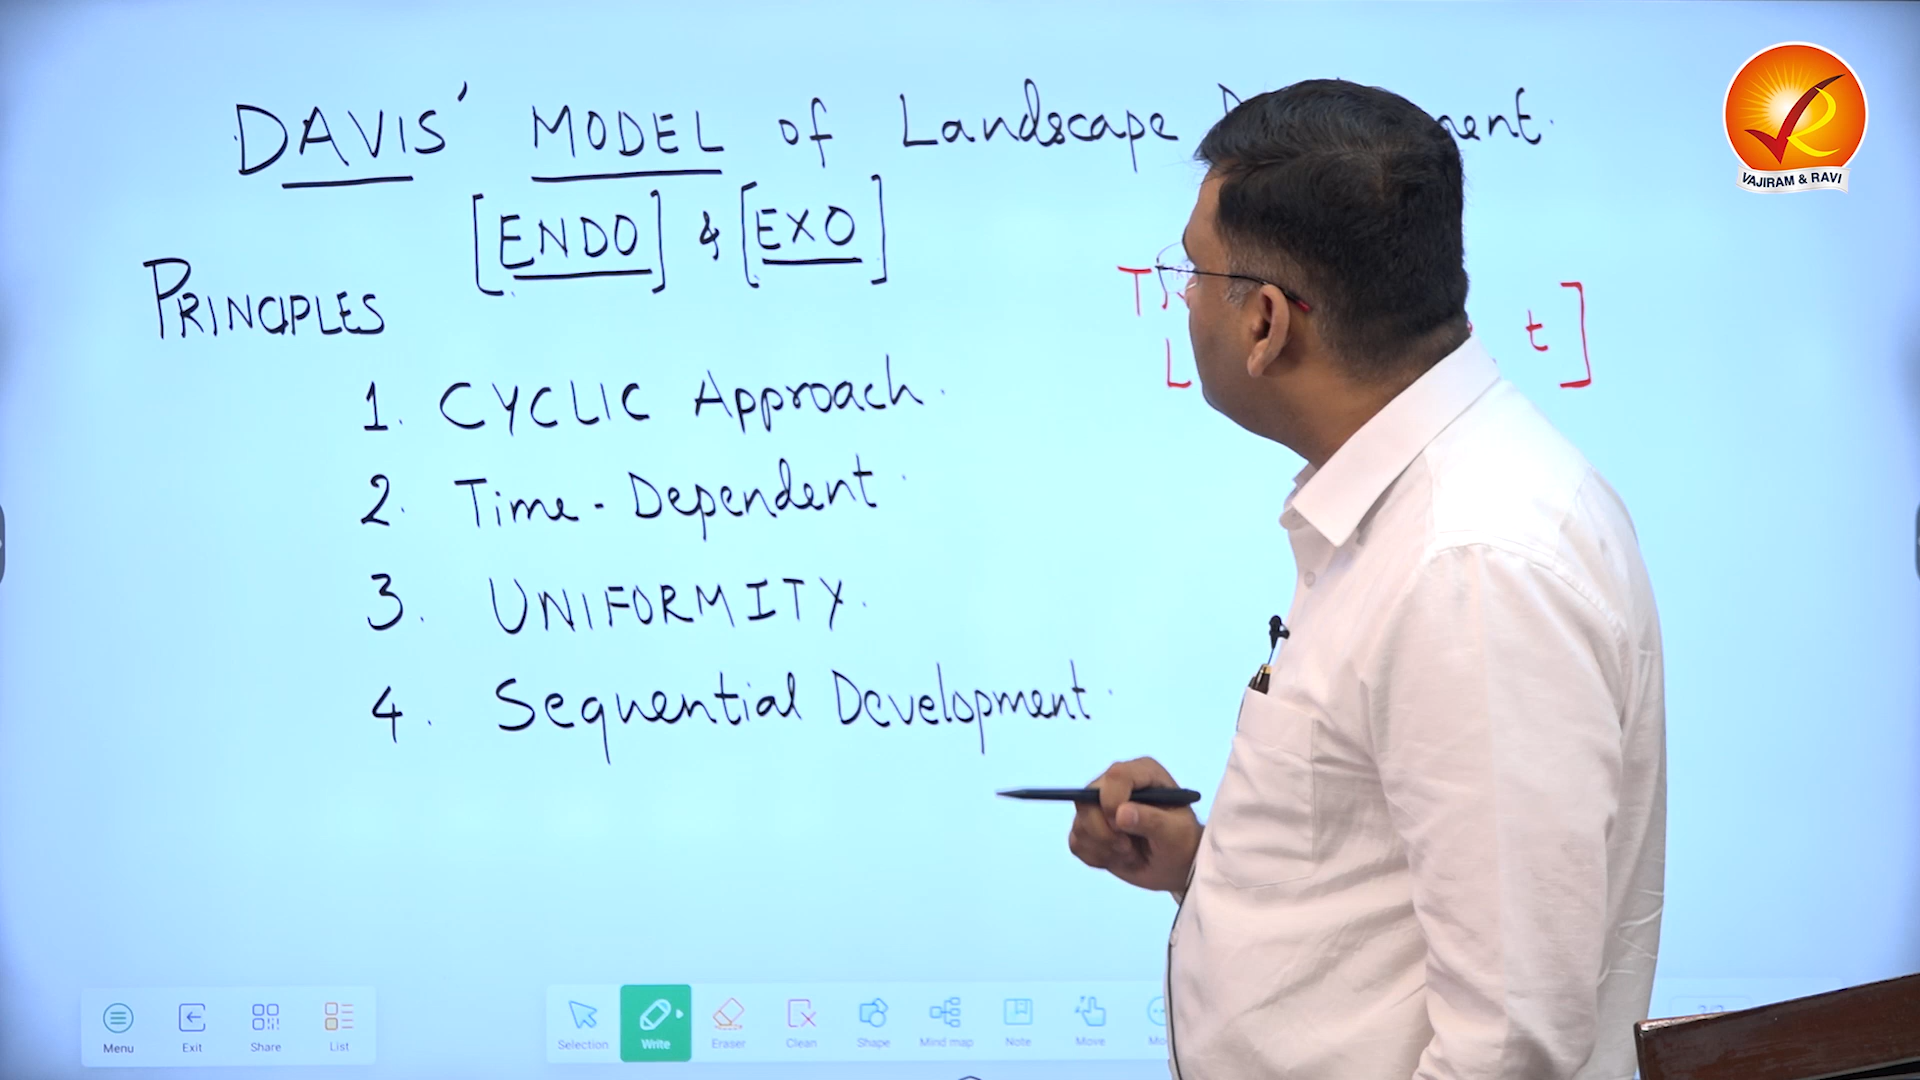 DAVIS' MODEL of Landscape
[ENDO] & [EXO]
PRINCIPLES
t]
1. CYCLIC Approach.
2. Time-Dependent.
3. UNIFORMITY.
4. Sequential Development.
VAJIRAM & RAVI
Menu Exit Share List
Selection Write Eraser Clean Shape Mind map Note Move